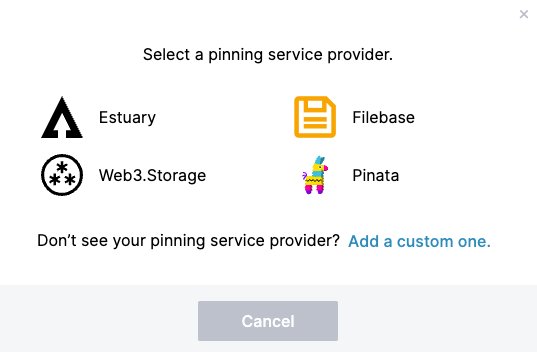 Select a pinning service provider.
Estuary
Filebase
Web3.Storage
Pinata
Don’t see your pinning service provider? Add a custom one.
Cancel